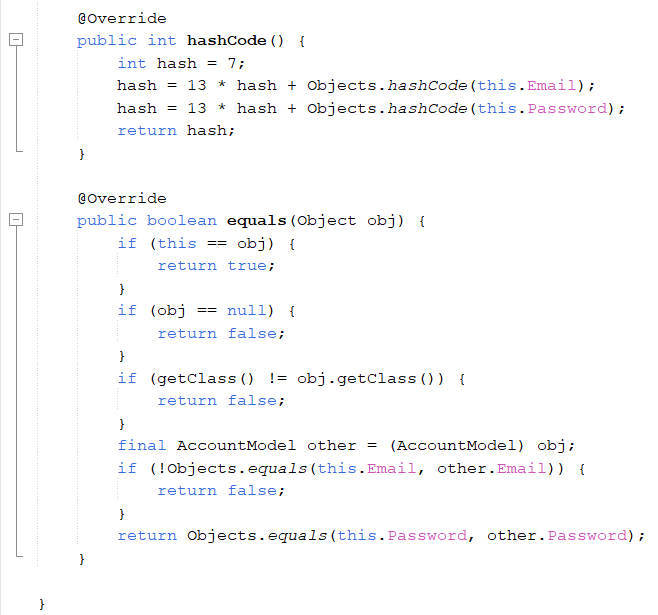 @Override
public int hashCode() {
int hash = 7;
hash = 13 * hash + Objects.hashCode(this.Email);
hash = 13 * hash + Objects.hashCode(this.Password);
return hash;
}
@Override
public boolean equals(Object obj) {
if (this == obj) {
return true;
}
if (obj == null) {
return false;
}
if (getClass() != obj.getClass()) {
return false;
}
final AccountModel other = (AccountModel) obj;
if (!Objects.equals(this.Email, other.Email)) {
return false;
}
return Objects.equals(this.Password, other.Password);
}
}